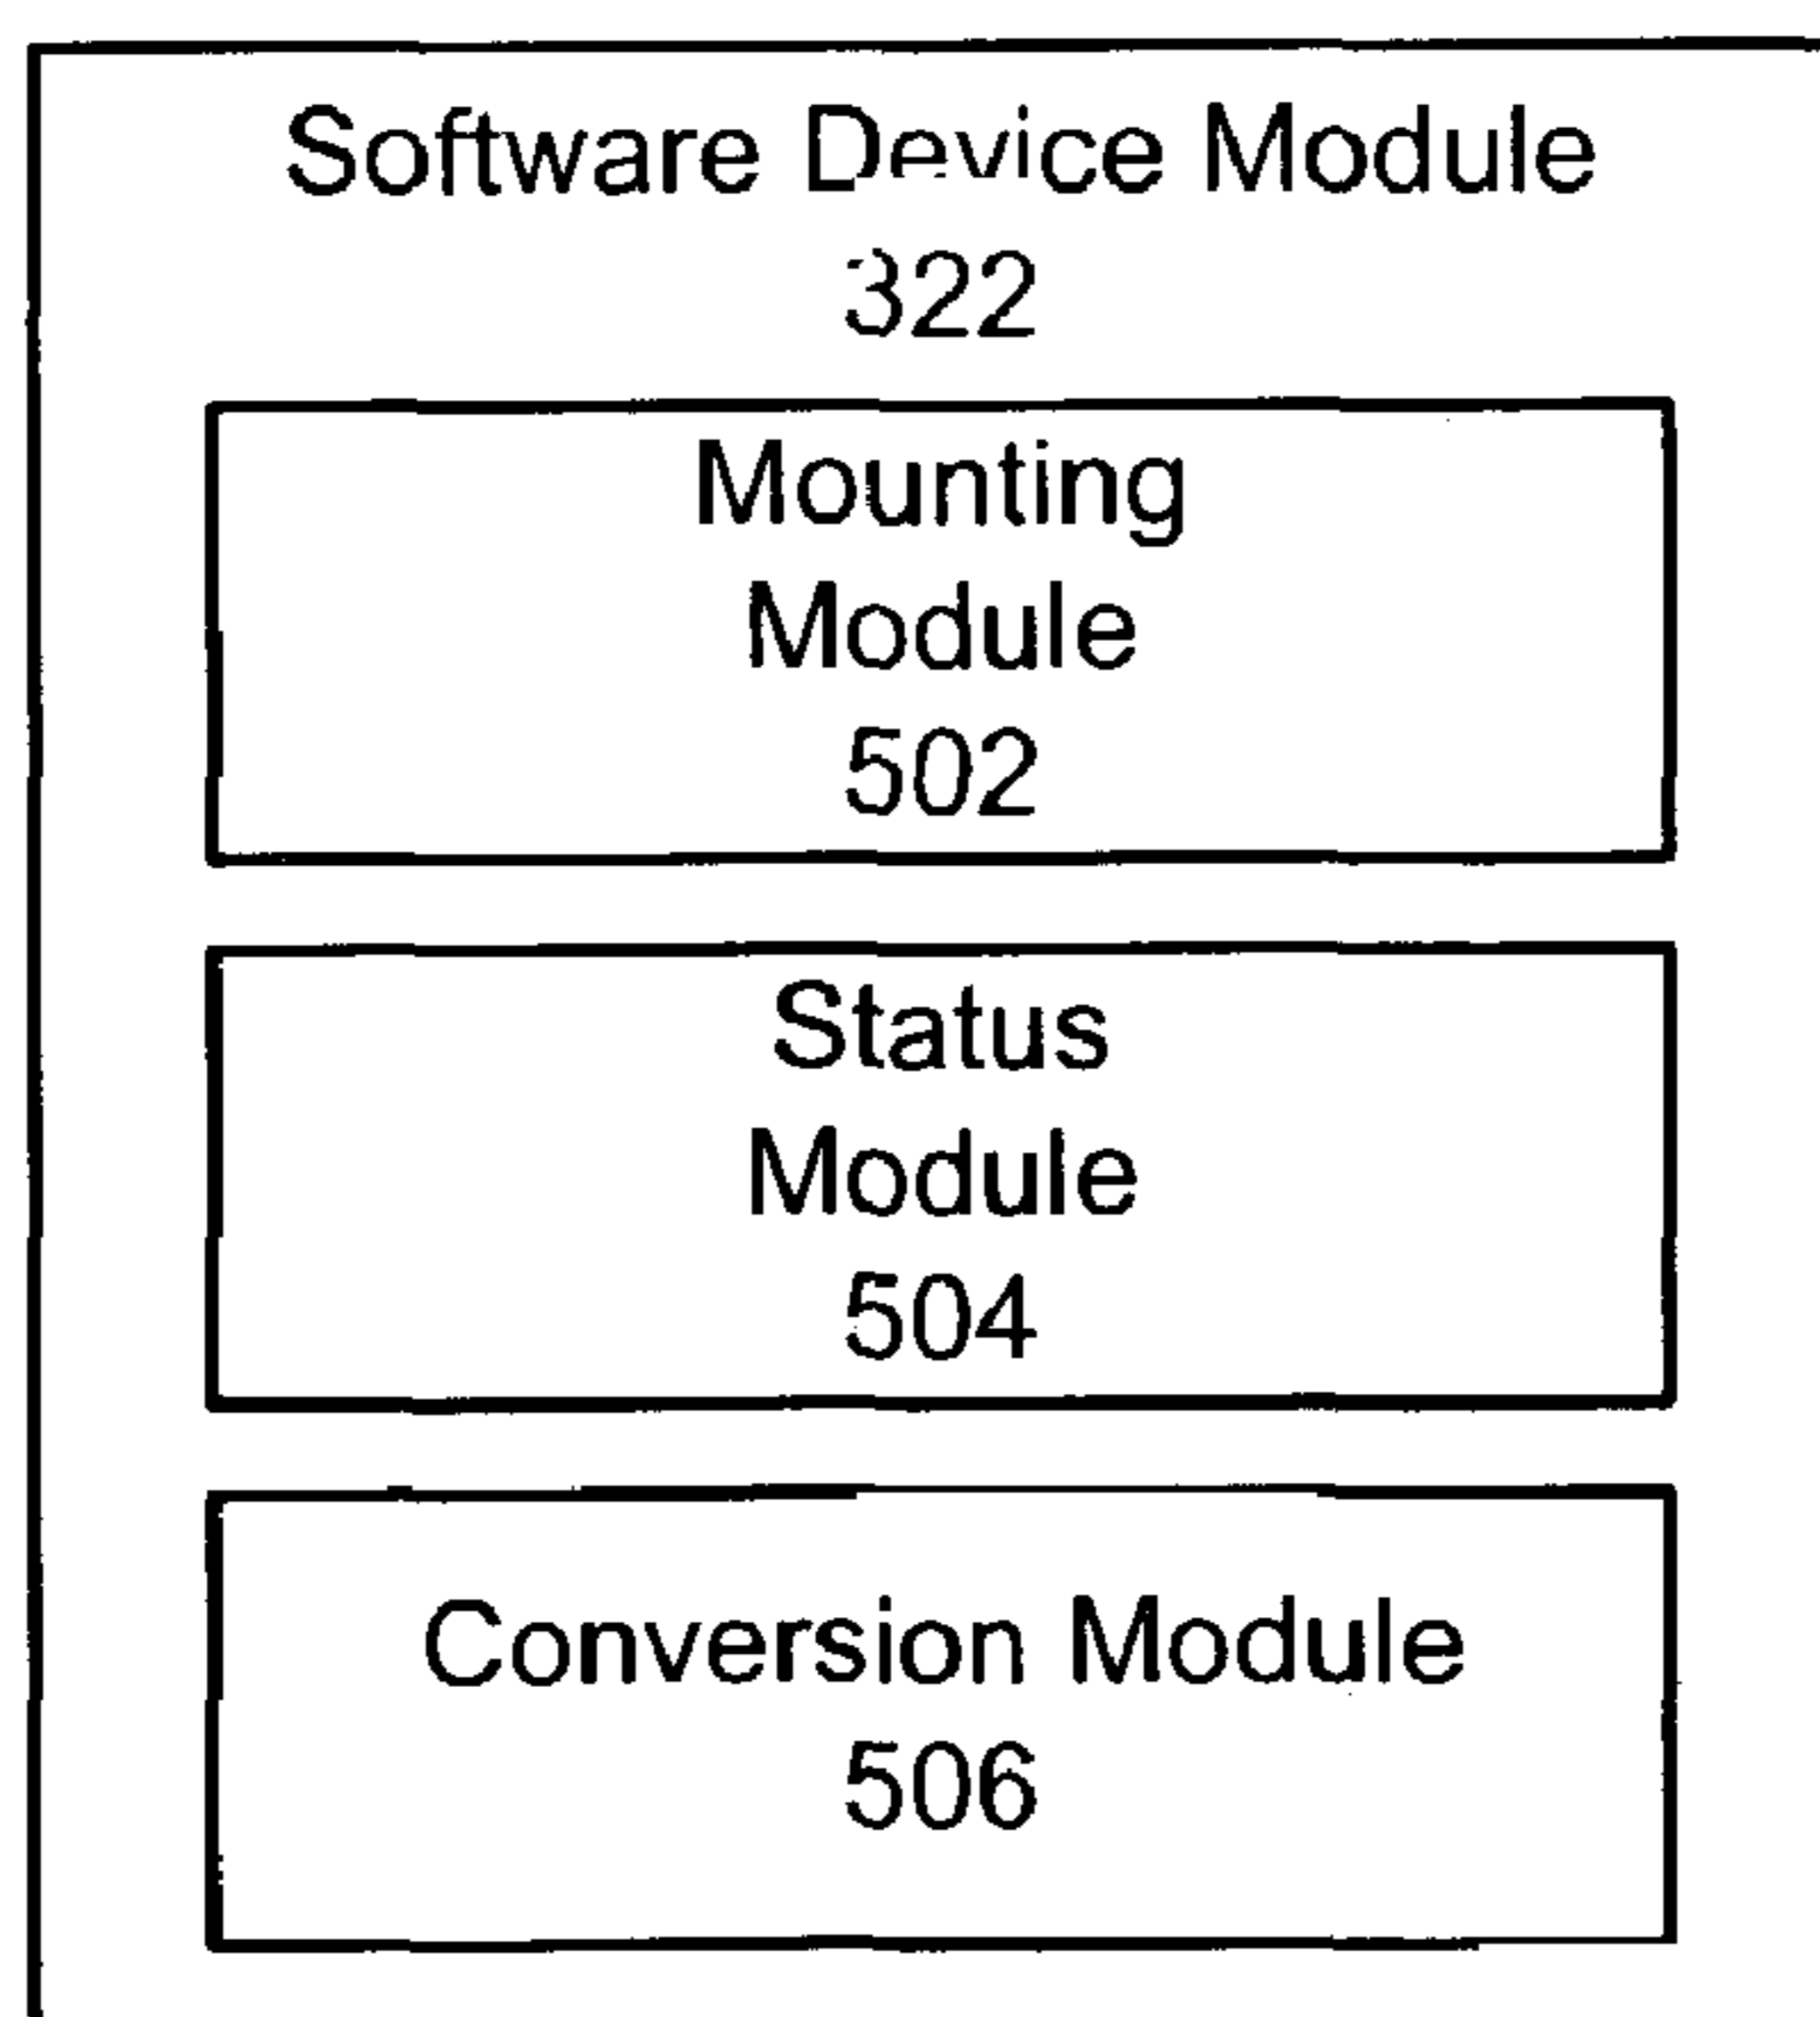 Software Device Module
322
Mounting
Module
502
Status
Module
504
Conversion Module
506